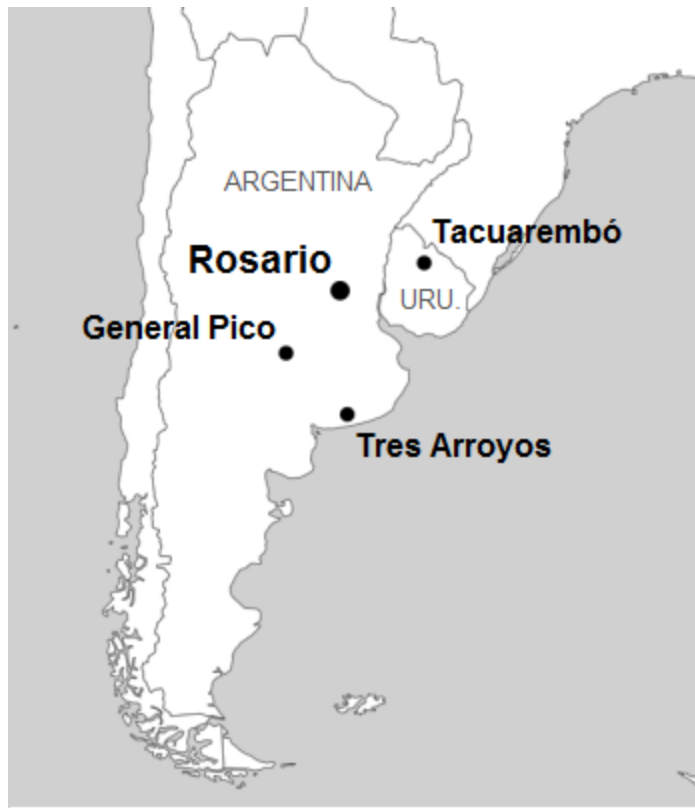 ARGENTINA
Tacuarembó
Rosario
URU.
General Pico
Tres Arroyos